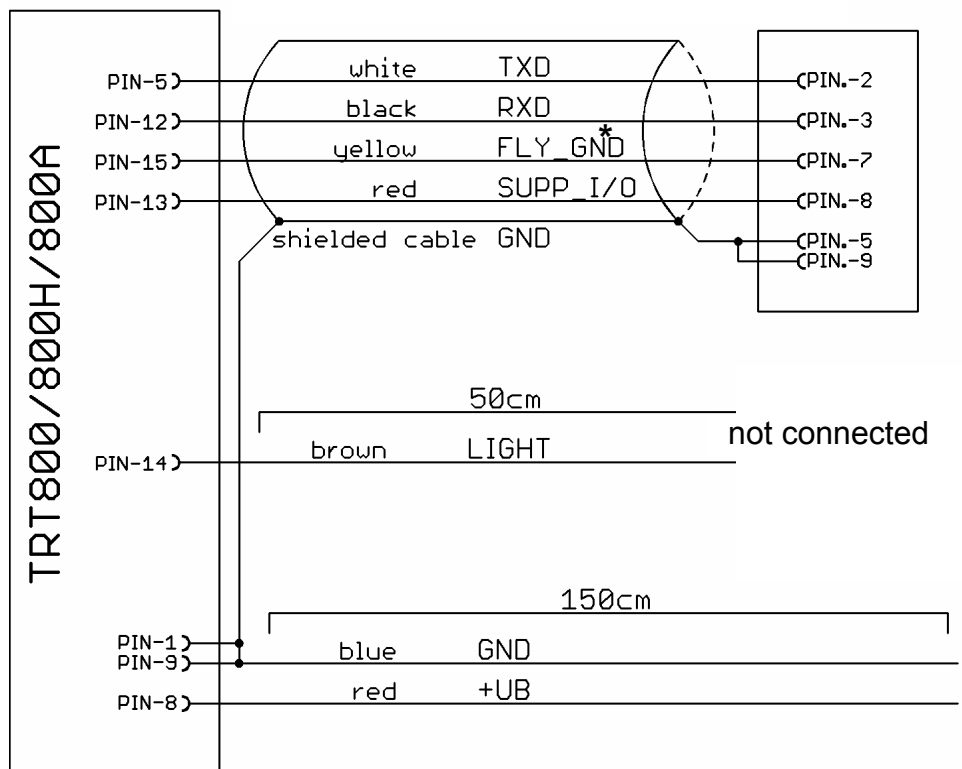 TRT800/800H/800A
PIN-5 white TXD PIN.-2
PIN-12 black RXD PIN.-3
PIN-15 yellow FLY_GND* PIN.-7
PIN-13 red SUPP_I/O PIN.-8
shielded cable GND PIN.-5
PIN.-9
50cm
not connected
PIN-14 brown LIGHT
150cm
PIN-1
PIN-9 blue GND
PIN-8 red +UB